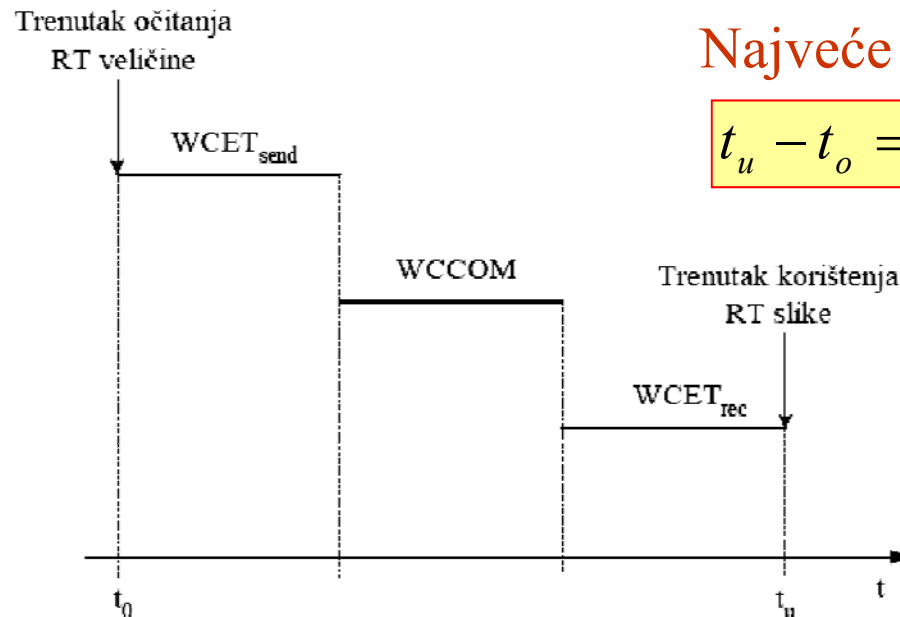 Trenutak očitanja
RT veličine
Najveće
t_u − t_o =
WCET_send
WCCOM
Trenutak korištenja
RT slike
WCET_rec
t_0
t_u
t